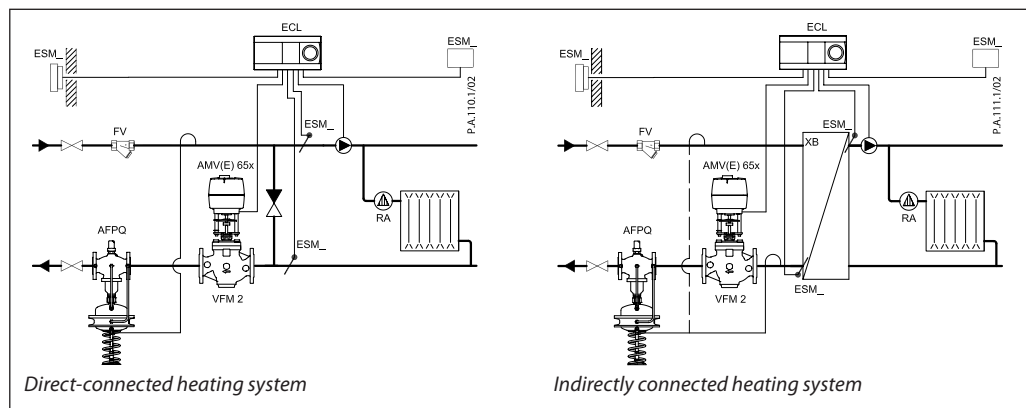 ECL
ESM_
ESM_
P.A.110.1/02
FV
ESM_
AMV(E) 65x
RA
AFPQ
ESM_
VFM 2
Direct-connected heating system
ECL
ESM_
ESM_
P.A.111.1/02
FV
ESM_
XB
AMV(E) 65x
RA
AFPQ
VFM 2
ESM_
Indirectly connected heating system